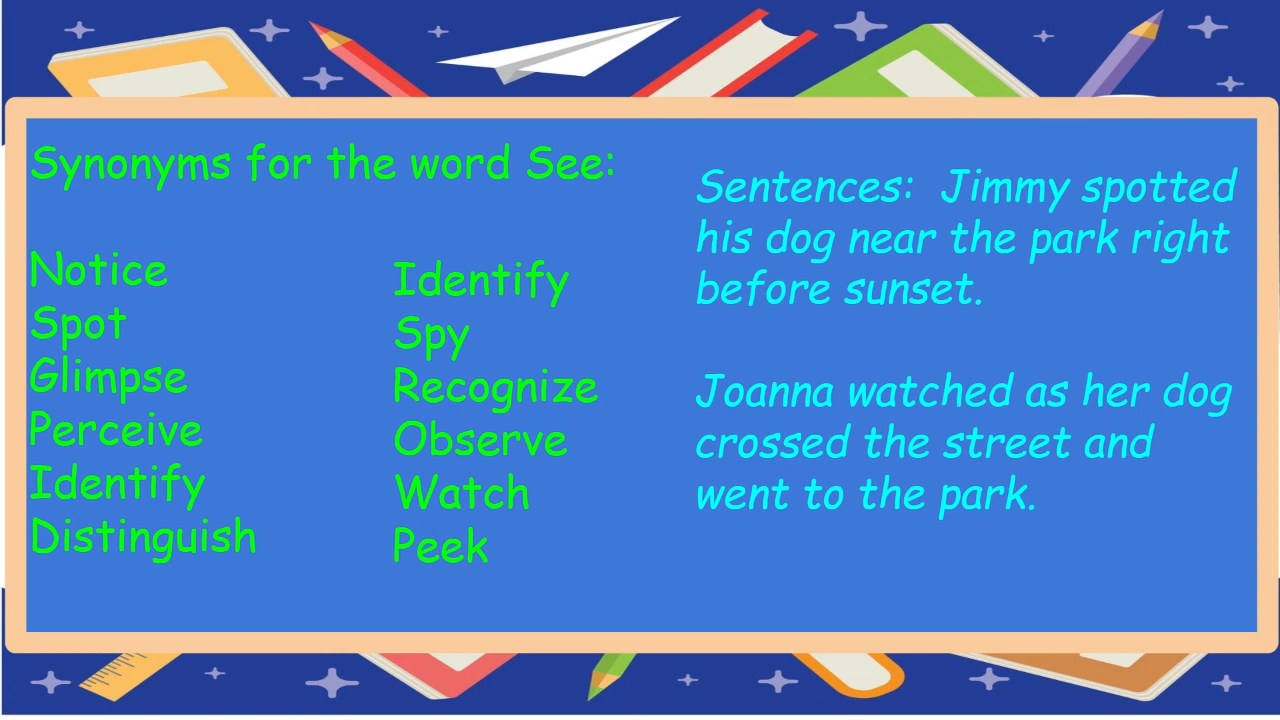 Synonyms for the word See:
Notice
Spot
Glimpse
Perceive
Identify
Distinguish
Identify
Spy
Recognize
Observe
Watch
Peek
Sentences:  Jimmy spotted
his dog near the park right
before sunset.
Joanna watched as her dog
crossed the street and
went to the park.